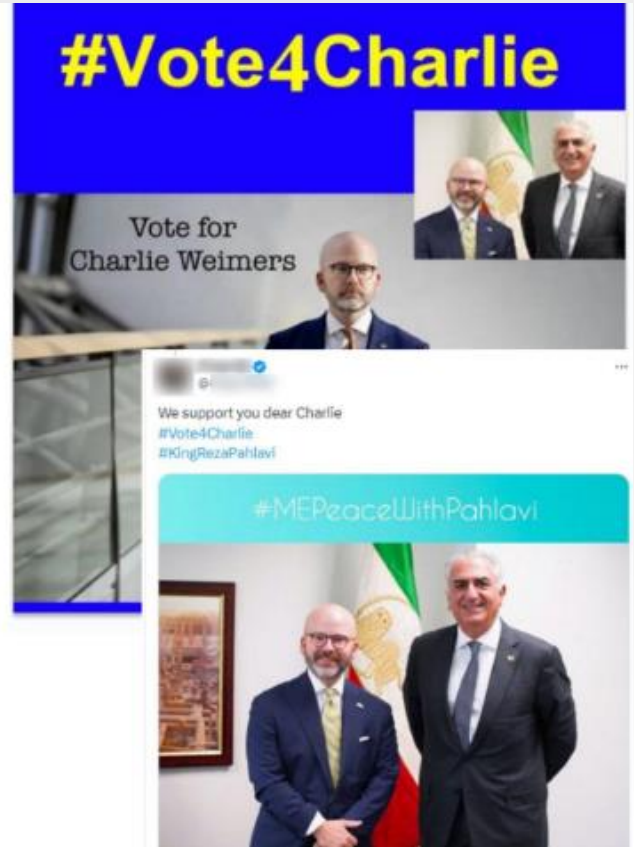 #Vote4Charlie
Vote for
Charlie Weimers
We support you dear Charlie
#Vote4Charlie
#KingRezaPahlavi
#MEPeaceWithPahlavi